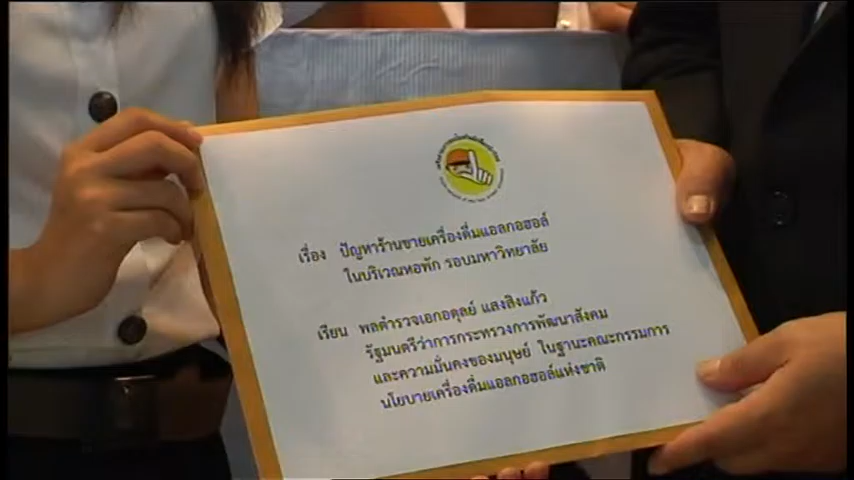 เรื่อง ปัญหาร้านขายเครื่องดื่มแอลกอฮอล์
ในบริเวณหอพัก รอบมหาวิทยาลัย
เรียน พลตำรวจเอกอดุลย์ แสงสิงแก้ว
รัฐมนตรีว่าการกระทรวงการพัฒนาสังคม
และความมั่นคงของมนุษย์ ในฐานะคณะกรรมการ
นโยบายเครื่องดื่มแอลกอฮอล์แห่งชาติ